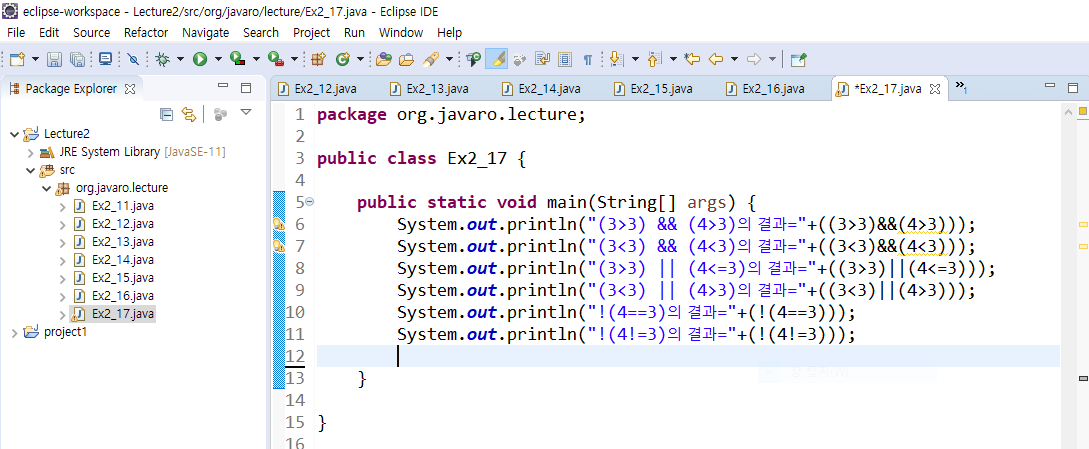 eclipse-workspace - Lecture2/src/org/javaro/lecture/Ex2_17.java - Eclipse IDE
File Edit Source Refactor Navigate Search Project Run Window Help
Package Explorer
Lecture2
JRE System Library [JavaSE-11]
src
org.javaro.lecture
Ex2_11.java
Ex2_12.java
Ex2_13.java
Ex2_14.java
Ex2_15.java
Ex2_16.java
Ex2_17.java
project1
Ex2_12.java Ex2_13.java Ex2_14.java Ex2_15.java Ex2_16.java *Ex2_17.java »1
1 package org.javaro.lecture;
2
3 public class Ex2_17 {
4
5 public static void main(String[] args) {
6 System.out.println("(3>3) && (4>3)의 결과="+((3>3)&&(4>3)));
7 System.out.println("(3<3) && (4<3)의 결과="+((3<3)&&(4<3)));
8 System.out.println("(3>3) || (4<=3)의 결과="+((3>3)||(4<=3)));
9 System.out.println("(3<3) || (4>3)의 결과="+((3<3)||(4>3)));
10 System.out.println("!(4==3)의 결과="+(!(4==3)));
11 System.out.println("!(4!=3)의 결과="+(!(4!=3)));
12
13 }
14
15 }
16